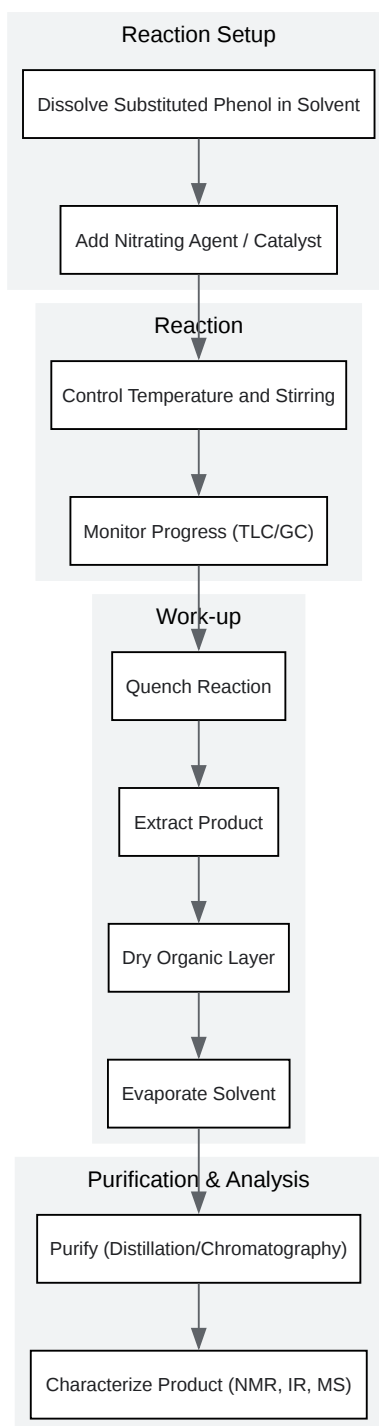 Reaction Setup
Dissolve Substituted Phenol in Solvent
Add Nitrating Agent / Catalyst
Reaction
Control Temperature and Stirring
Monitor Progress (TLC/GC)
Work-up
Quench Reaction
Extract Product
Dry Organic Layer
Evaporate Solvent
Purification & Analysis
Purify (Distillation/Chromatography)
Characterize Product (NMR, IR, MS)